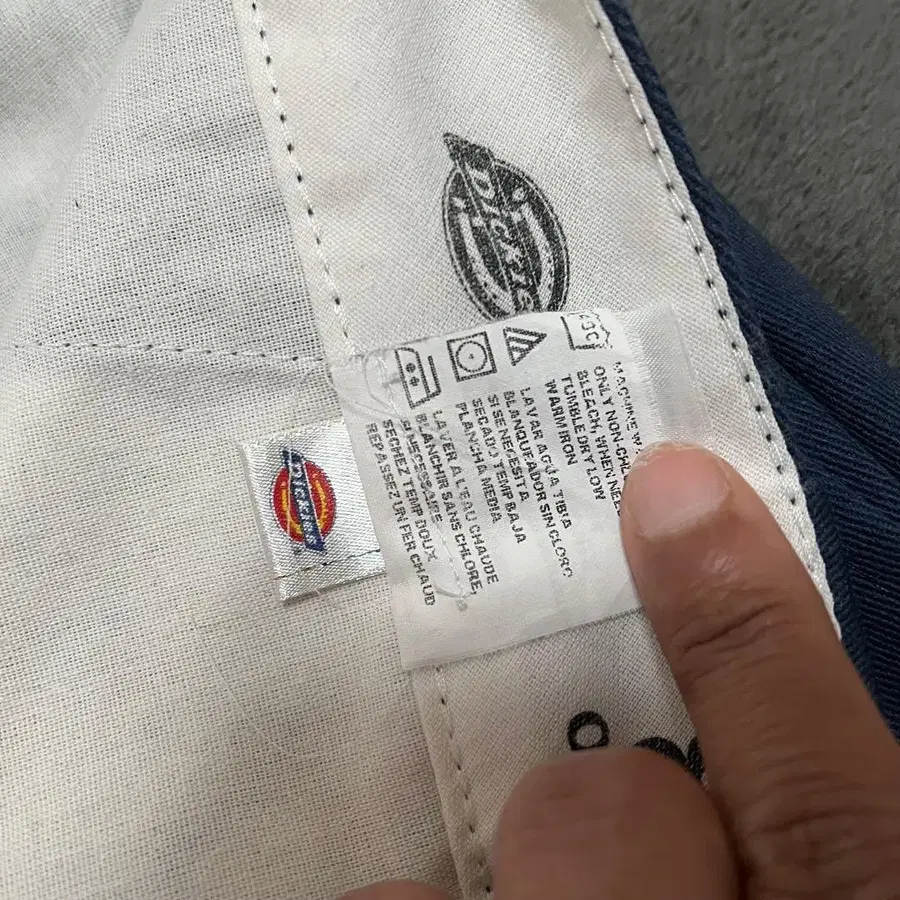 DICKIES
40C
MACHINE
ONLY NON-CHL
BLEACH, WHEN NEE
TUMBLE DRY LOW
WARM IRON
LAVAR AGUA TIBIA
BLANQUEADOR SIN CLORO
SI SE NECESITA
SECADO TEMP BAJA
PLANCHA MEDIA
LAVER A L'EAU CHAUDE
BLANCHIR SANS CHLORE,
SI NECESSAIRE
SECHEZ TEMP DOUX
REPASSEZ UN FER CHAUD
DICKIES